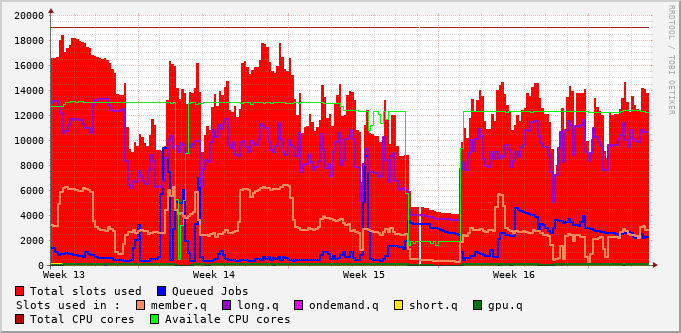 20000
18000
16000
14000
12000
10000
8000
6000
4000
2000
0
Week 13 Week 14 Week 15 Week 16
Total slots used Queued Jobs
Slots used in : member.q long.q ondemand.q short.q gpu.q
Total CPU cores Availale CPU cores
RRDTOOL / TOBI OETIKER